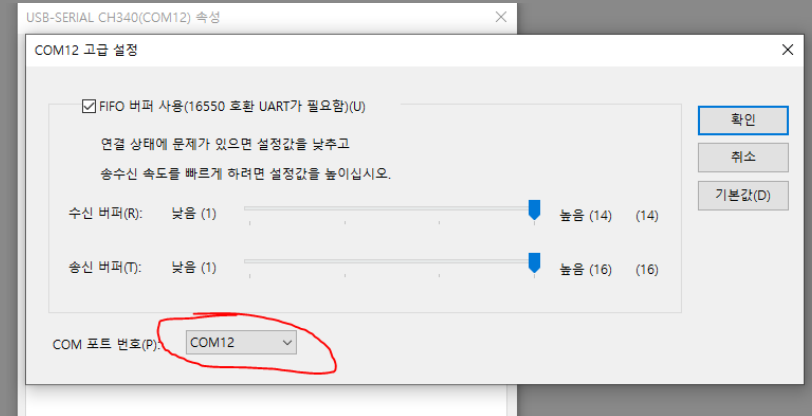 USB-SERIAL CH340(COM12) 속성
COM12 고급 설정
FIFO 버퍼 사용(16550 호환 UART가 필요함)(U)
확인
연결 상태에 문제가 있으면 설정값을 낮추고
취소
송수신 속도를 빠르게 하려면 설정값을 높이십시오.
기본값(D)
수신 버퍼(R): 낮음 (1) 높음 (14) (14)
송신 버퍼(T): 낮음 (1) 높음 (16) (16)
COM 포트 번호(P): COM12